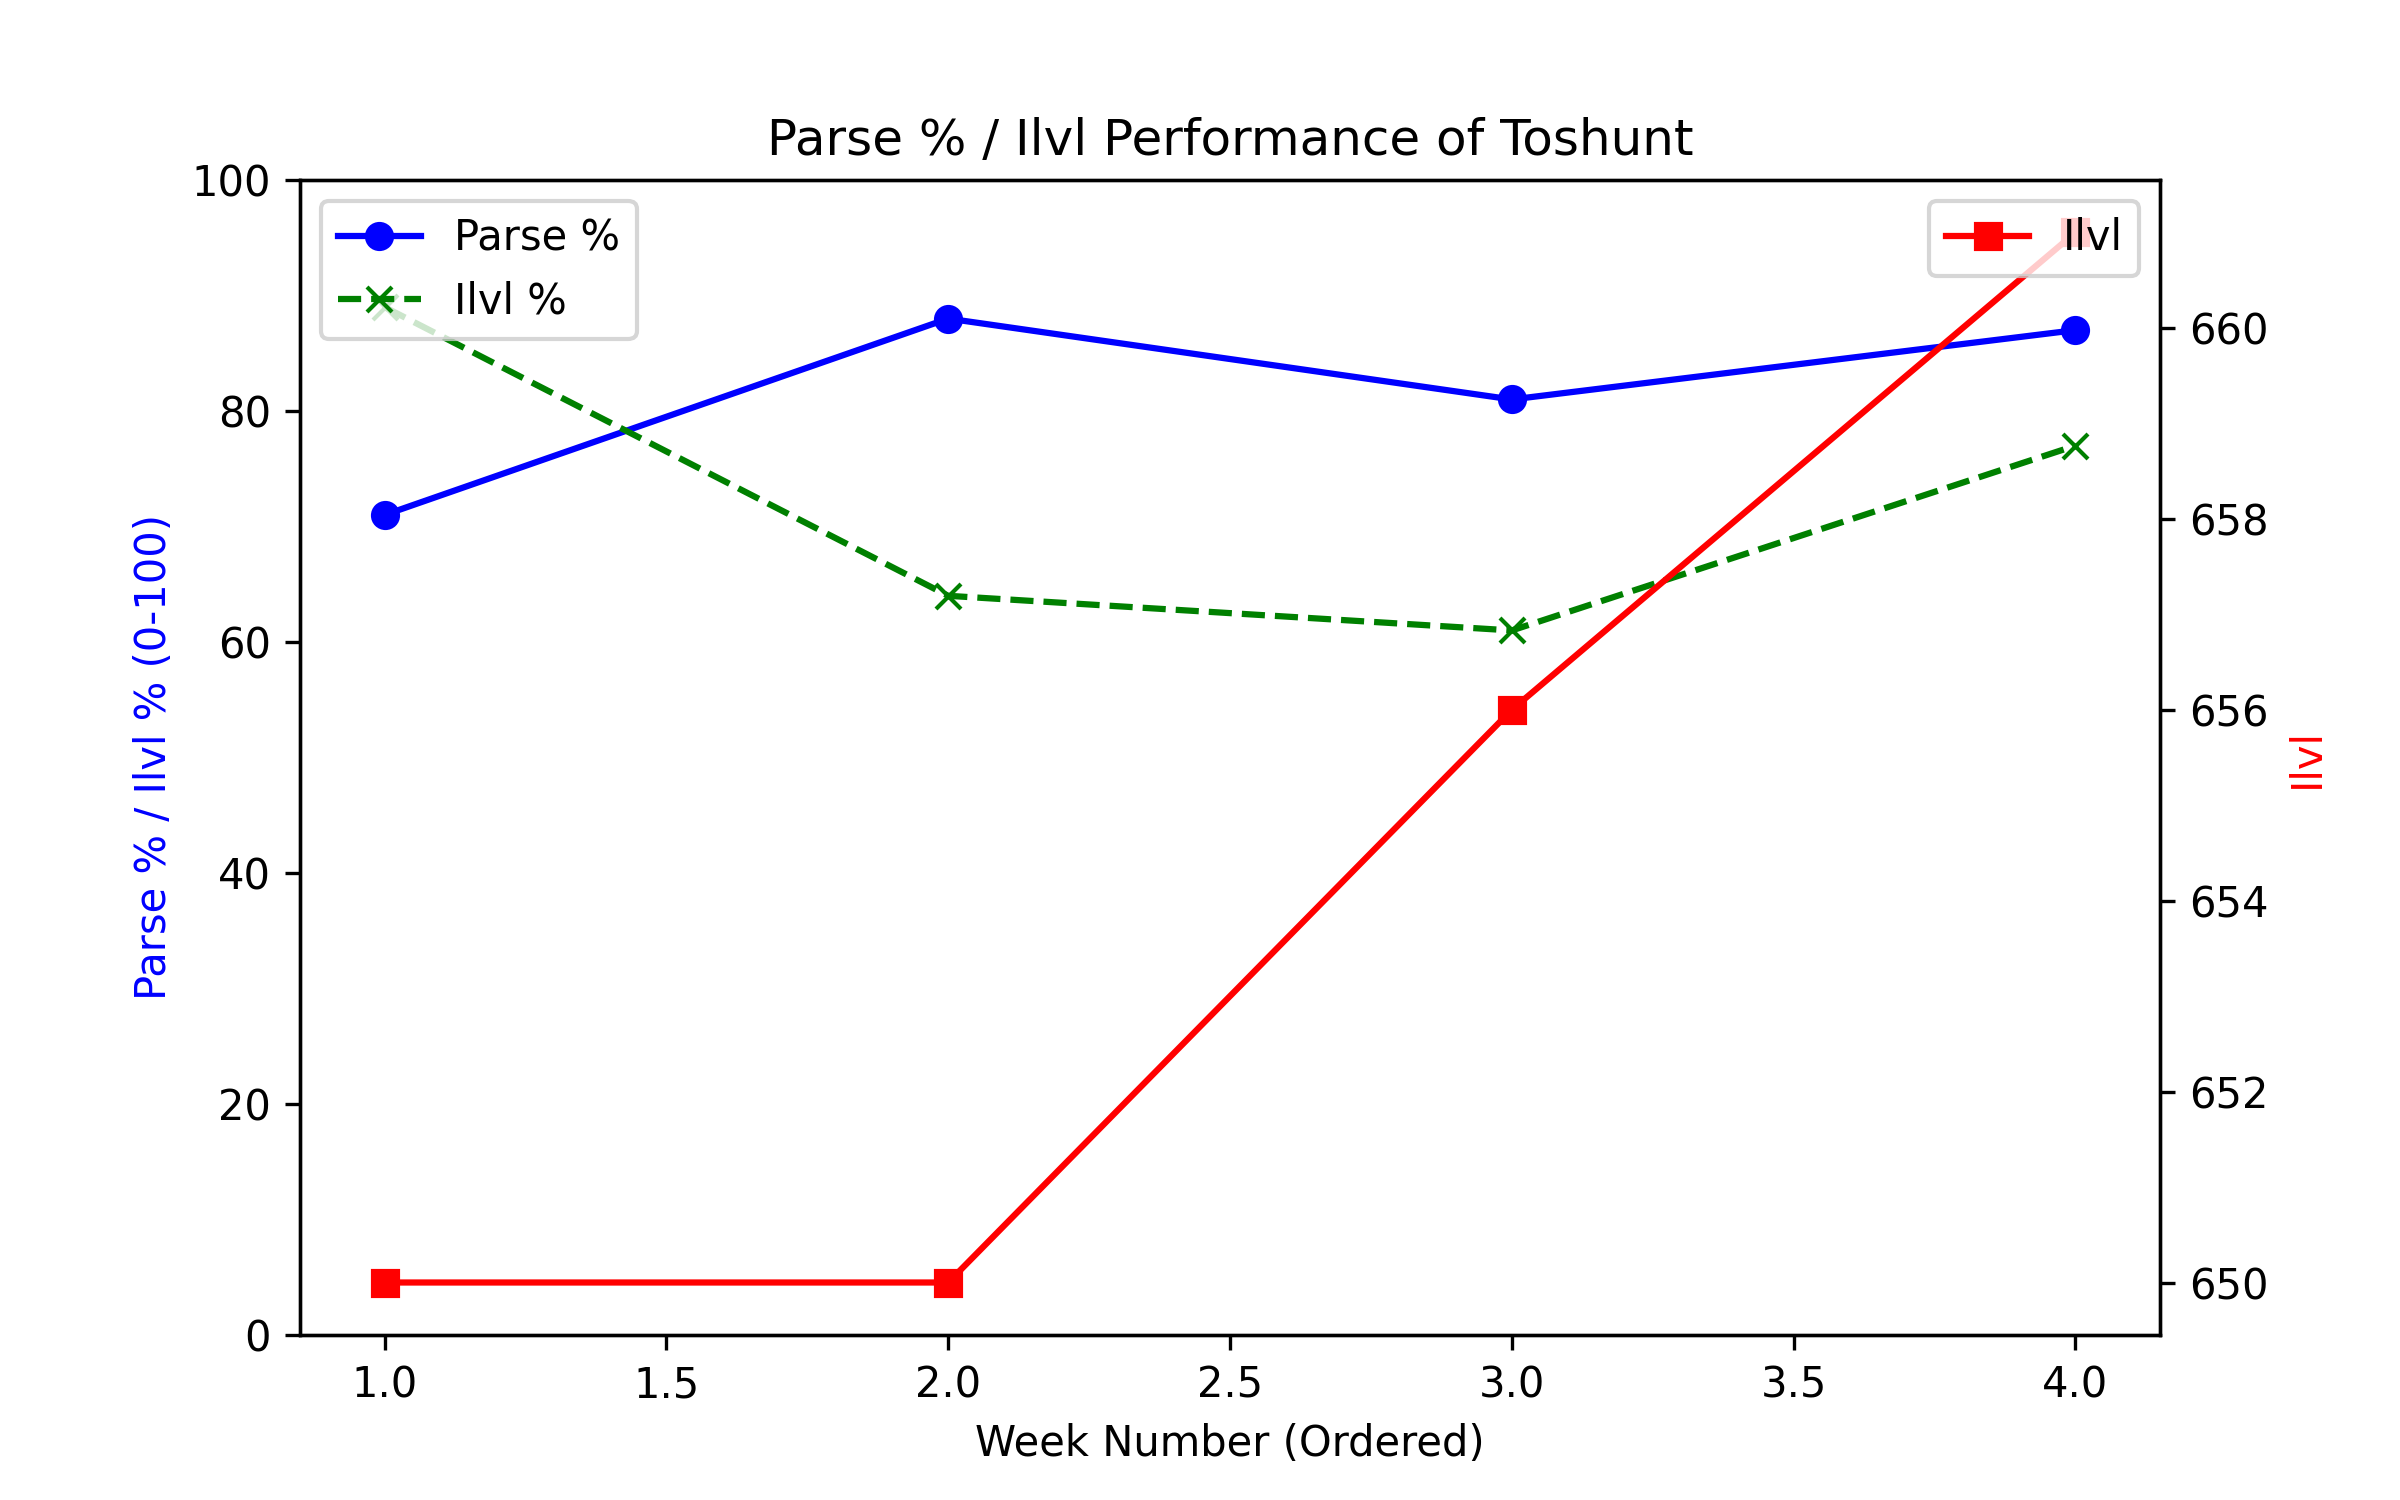 Parse % / Ilvl Performance of Toshunt
Parse %
Ilvl %
Ilvl
100
80
60
40
20
0
Parse % / Ilvl % (0-100)
660
658
656
654
652
650
Ilvl
1.0 1.5 2.0 2.5 3.0 3.5 4.0
Week Number (Ordered)